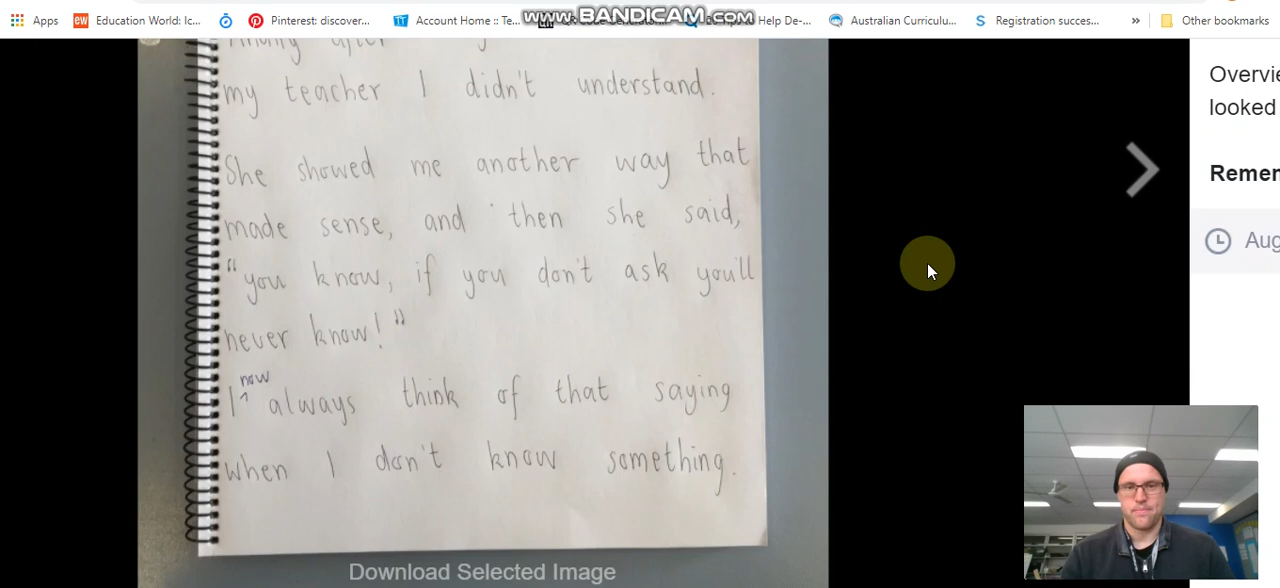 Apps
Education World: Ic...
Pinterest: discover...
Account Home :: Te...
www.BANDICAM.com
Help De-...
Australian Curriculu...
Registration succes...
»
Other bookmarks
Finally after
my teacher I didn't understand.
She showed me another way that
made sense, and then she said,
"you know, if you don't ask you'll
never know!"
now
I ^ always think of that saying
when I don't know something.
Download Selected Image
Overvie
looked
Remen
Aug